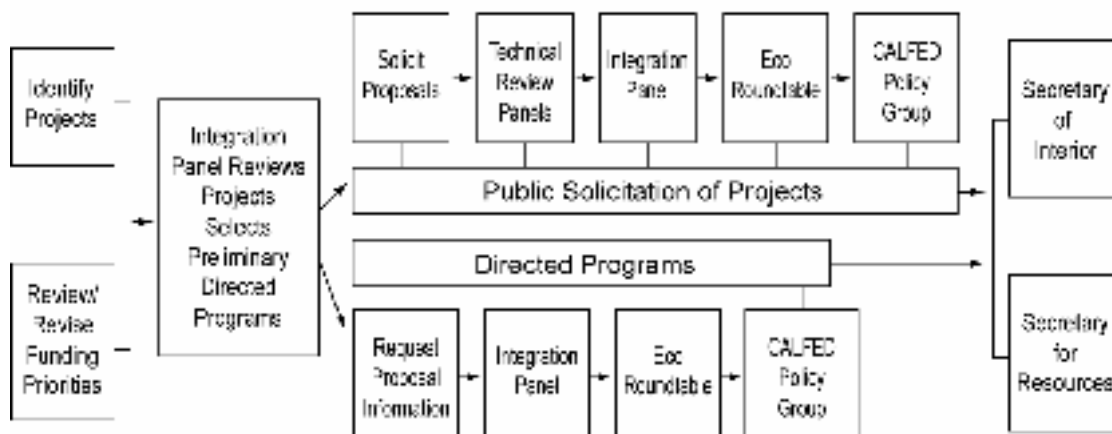 Identify
Projects
Review/
Revise
Funding
Priorities
Integration
Panel Reviews
Projects
Selects
Preliminary
Directed
Programs
Solicit
Proposals
Technical
Review
Panels
Integration
Panel
Eco
Roundtable
CALFED
Policy
Group
Public Solicitation of Projects
Directed Programs
Request
Proposal
Information
Integration
Panel
Eco
Roundtable
CALFED
Policy
Group
Secretary
of
Interior
Secretary
for
Resources